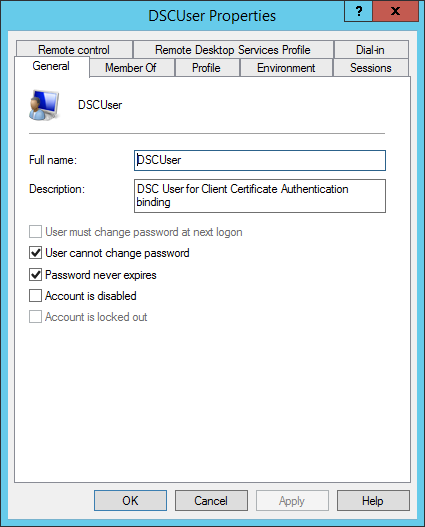 DSCUser Properties
?
x
Remote control
Remote Desktop Services Profile
Dial-in
General
Member Of
Profile
Environment
Sessions
DSCUser
Full name:
DSCUser
Description:
DSC User for Client Certificate Authentication
binding
User must change password at next logon
User cannot change password
Password never expires
Account is disabled
Account is locked out
OK
Cancel
Apply
Help